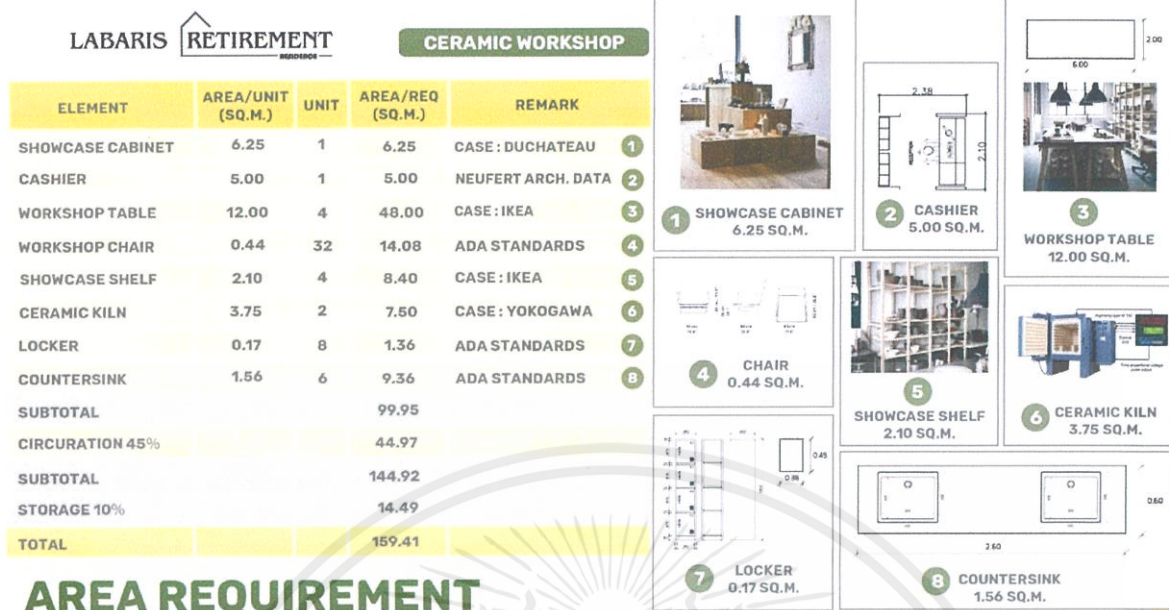 LABARIS RETIREMENT
RESIDENCE
CERAMIC WORKSHOP
ELEMENT AREA/UNIT (SQ.M.) UNIT AREA/REQ (SQ.M.) REMARK
SHOWCASE CABINET 6.25 1 6.25 CASE : DUCHATEAU 1
CASHIER 5.00 1 5.00 NEUFERT ARCH. DATA 2
WORKSHOP TABLE 12.00 4 48.00 CASE : IKEA 3
WORKSHOP CHAIR 0.44 32 14.08 ADA STANDARDS 4
SHOWCASE SHELF 2.10 4 8.40 CASE : IKEA 5
CERAMIC KILN 3.75 2 7.50 CASE : YOKOGAWA 6
LOCKER 0.17 8 1.36 ADA STANDARDS 7
COUNTERSINK 1.56 6 9.36 ADA STANDARDS 8
SUBTOTAL 99.95
CIRCURATION 45% 44.97
SUBTOTAL 144.92
STORAGE 10% 14.49
TOTAL 159.41
AREA REQUIREMENT
1 SHOWCASE CABINET
6.25 SQ.M.
2.38
2.10
2 CASHIER
5.00 SQ.M.
2.00
6.00
3
WORKSHOP TABLE
12.00 SQ.M.
4 CHAIR
0.44 SQ.M.
5
SHOWCASE SHELF
2.10 SQ.M.
6 CERAMIC KILN
3.75 SQ.M.
0.45
7 LOCKER
0.17 SQ.M.
0.60
2.60
8 COUNTERSINK
1.56 SQ.M.